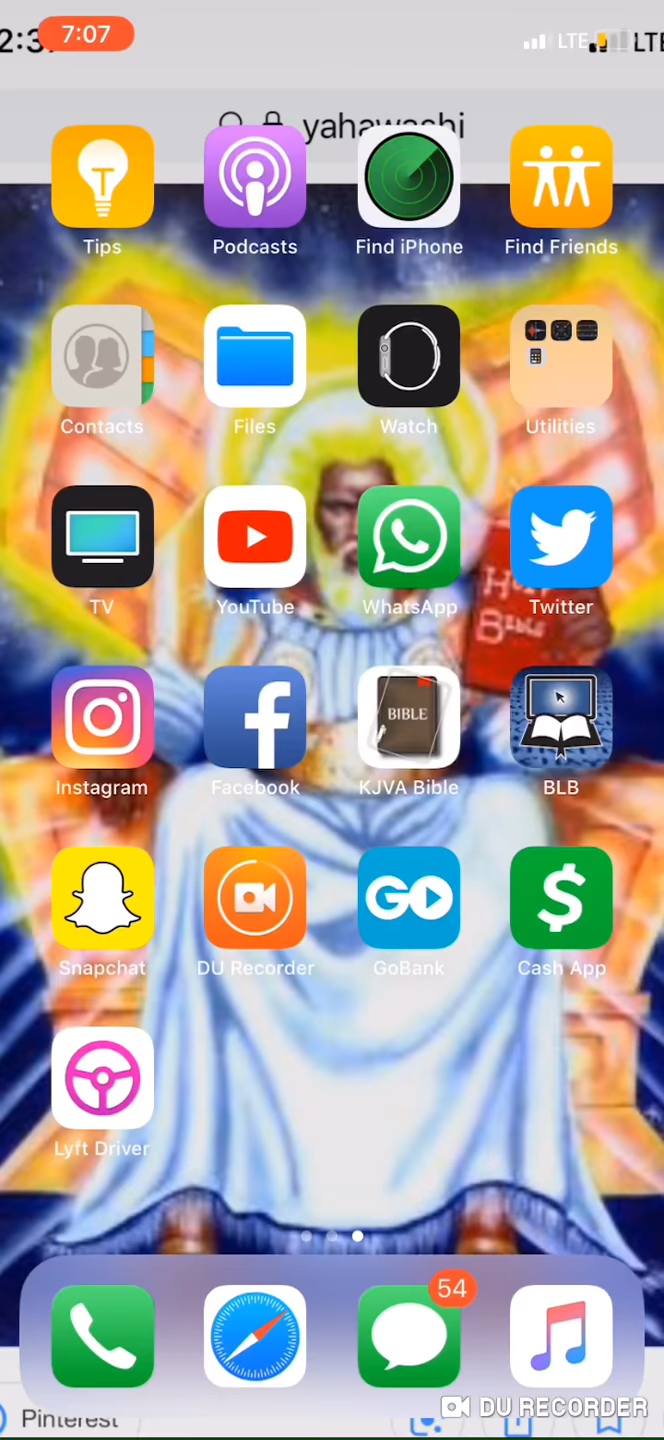 7:07
LTE
LTE
yahawashi
Tips
Podcasts
Find iPhone
Find Friends
Contacts
Files
Watch
Utilities
TV
YouTube
WhatsApp
Twitter
Holy
Bible
BIBLE
Instagram
Facebook
KJVA Bible
BLB
GO
Snapchat
DU Recorder
GoBank
Cash App
Lyft Driver
54
Pinterest
DU RECORDER